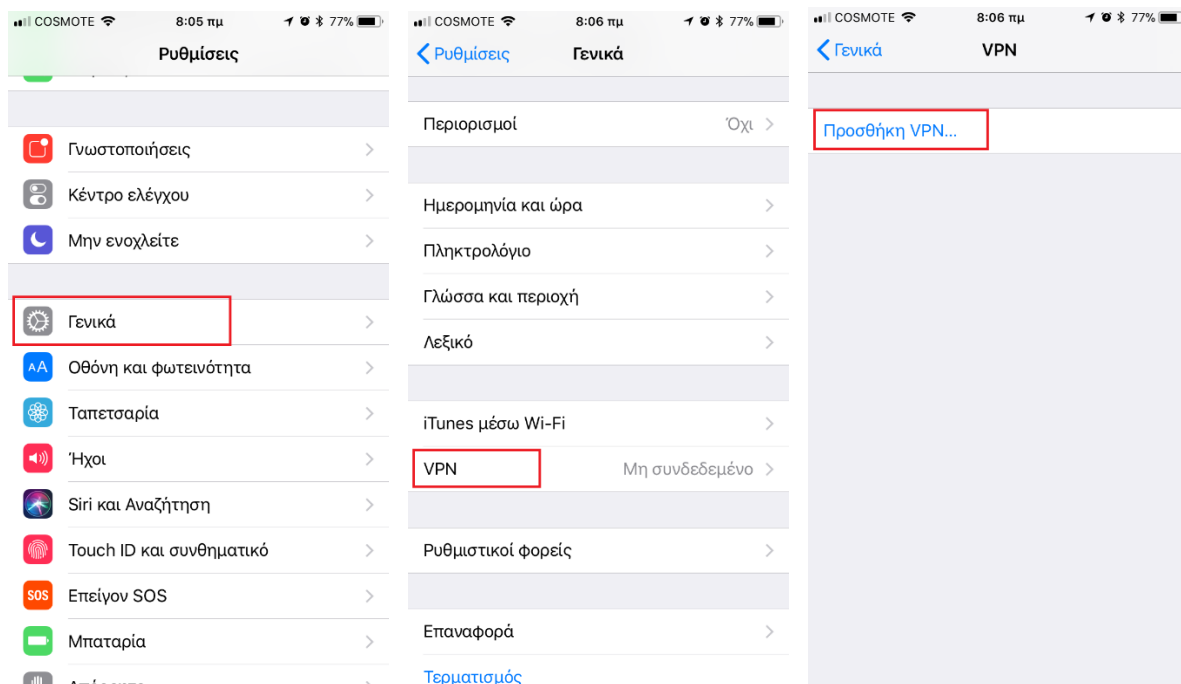 COSMOTE 8:05 πμ 77%
Ρυθμίσεις
Γνωστοποιήσεις
Κέντρο ελέγχου
Μην ενοχλείτε
Γενικά
AA Οθόνη και φωτεινότητα
Ταπετσαρία
Ήχοι
Siri και Αναζήτηση
Touch ID και συνθηματικό
SOS Επείγον SOS
Μπαταρία
COSMOTE 8:06 πμ 77%
Ρυθμίσεις Γενικά
Περιορισμοί Όχι
Ημερομηνία και ώρα
Πληκτρολόγιο
Γλώσσα και περιοχή
Λεξικό
iTunes μέσω Wi-Fi
VPN Μη συνδεδεμένο
Ρυθμιστικοί φορείς
Επαναφορά
Τερματισμός
COSMOTE 8:06 πμ 77%
Γενικά VPN
Προσθήκη VPN...